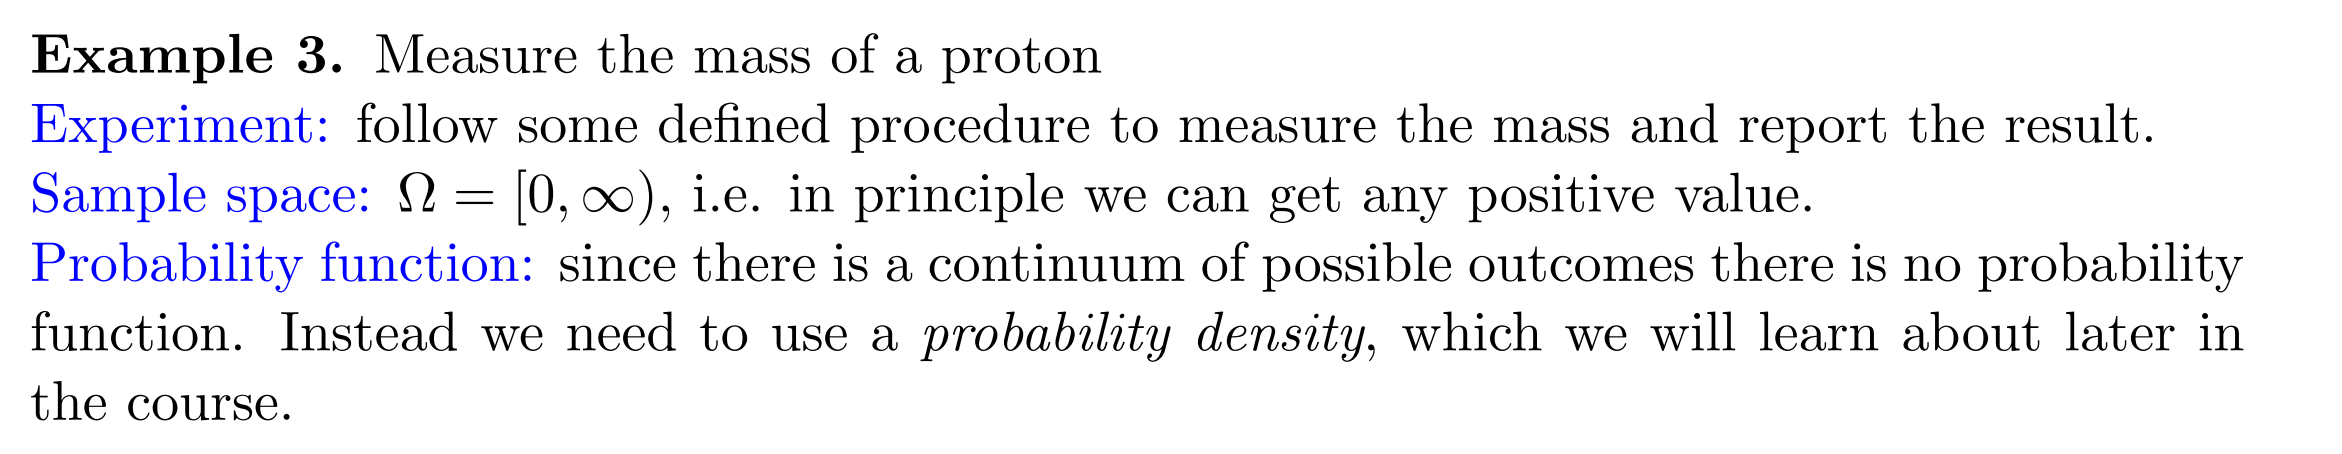 Example 3. Measure the mass of a proton
Experiment: follow some defined procedure to measure the mass and report the result.
Sample space: Ω = [0, ∞), i.e. in principle we can get any positive value.
Probability function: since there is a continuum of possible outcomes there is no probability
function. Instead we need to use a probability density, which we will learn about later in
the course.